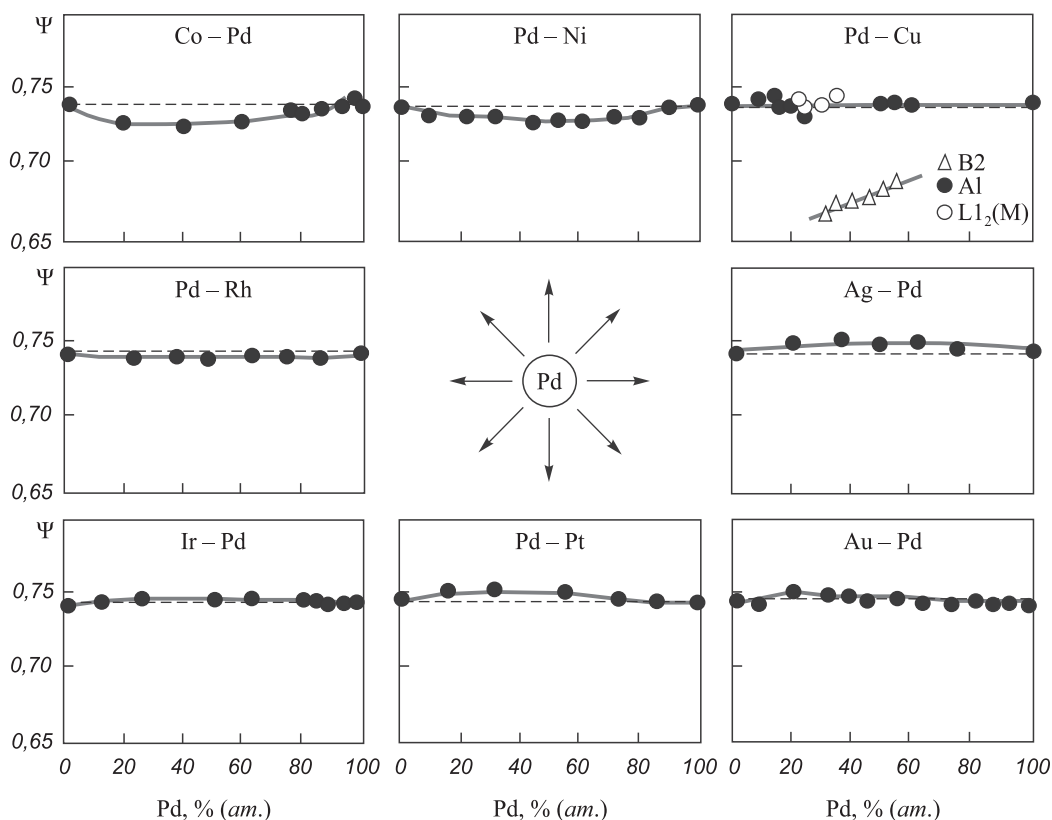 Ψ
Co – Pd
Pd – Ni
Pd – Cu
0,75
0,70
0,65
B2
Al
L1₂(M)
Ψ
Pd – Rh
Ag – Pd
0,75
0,70
0,65
Pd
Ψ
Ir – Pd
Pd – Pt
Au – Pd
0,75
0,70
0,65
0 20 40 60 80 100 0 20 40 60 80 100 0 20 40 60 80 100
Pd, % (ат.) Pd, % (ат.) Pd, % (ат.)